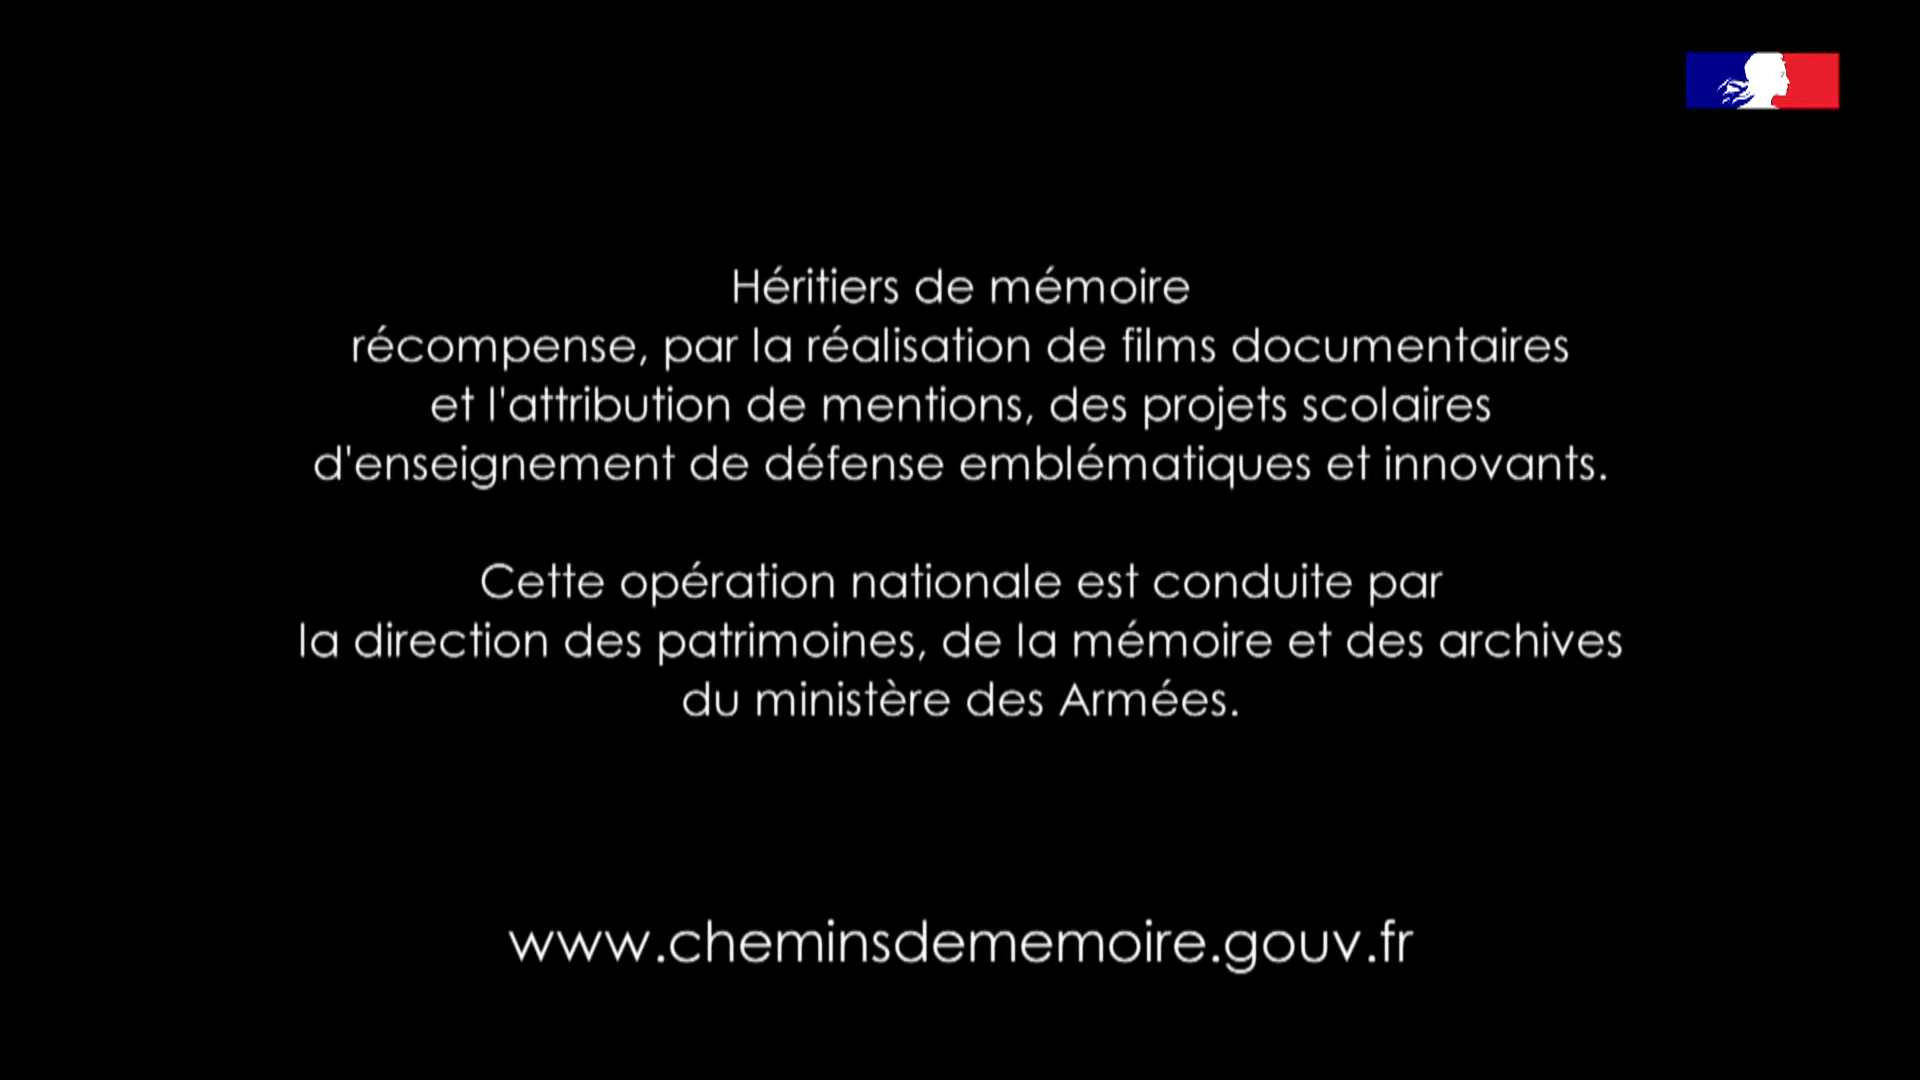 Héritiers de mémoire
récompense, par la réalisation de films documentaires
et l'attribution de mentions, des projets scolaires
d'enseignement de défense emblématiques et innovants.
Cette opération nationale est conduite par
la direction des patrimoines, de la mémoire et des archives
du ministère des Armées.
www.cheminsdememoire.gouv.fr